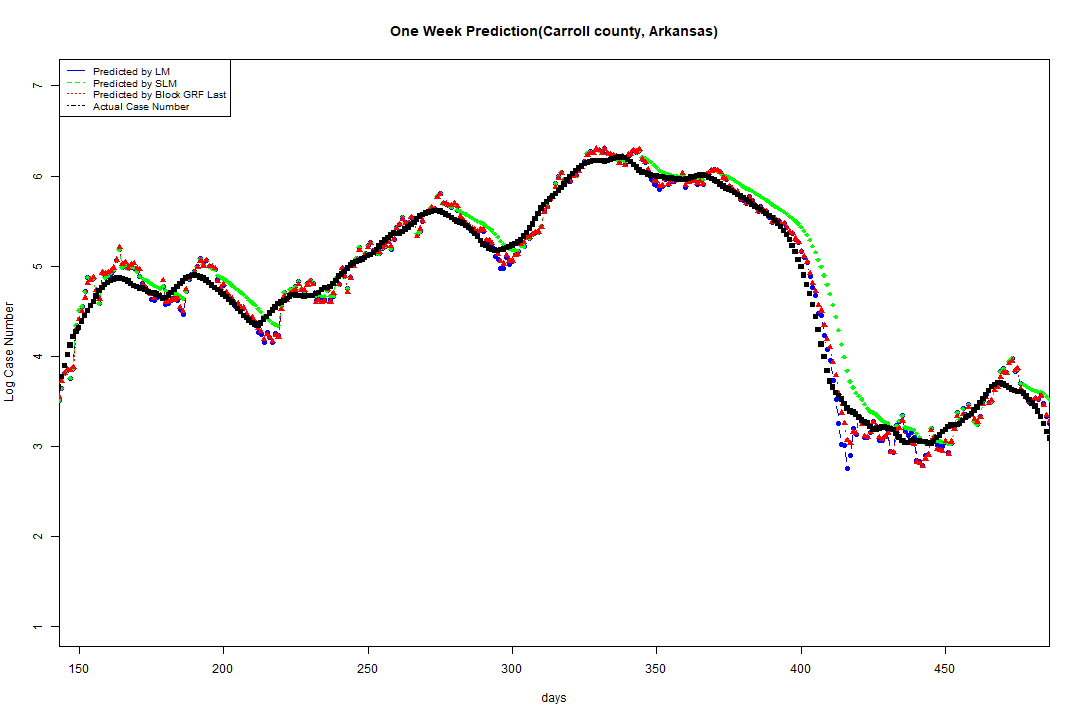 One Week Prediction(Carroll county, Arkansas)
Predicted by LM
Predicted by SLM
Predicted by Block GRF Last
Actual Case Number
7
6
5
4
3
2
1
Log Case Number
150 200 250 300 350 400 450
days